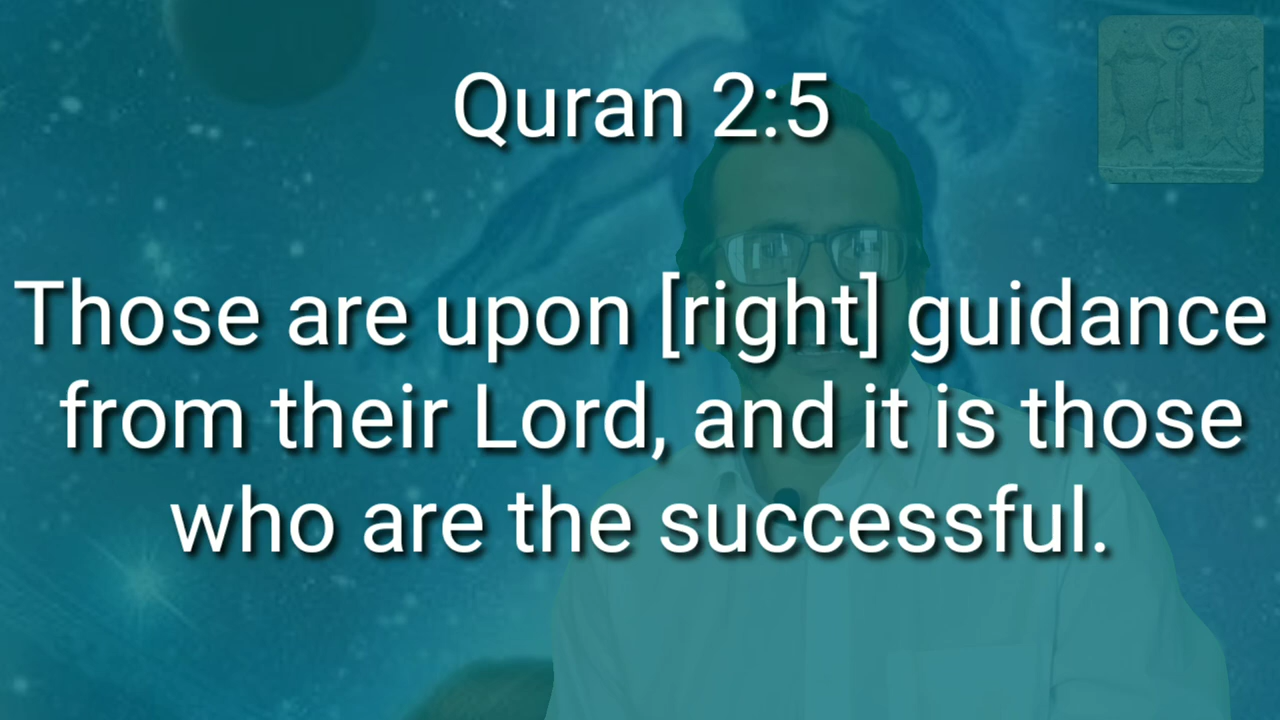 Quran 2:5
Those are upon [right] guidance
from their Lord, and it is those
who are the successful.